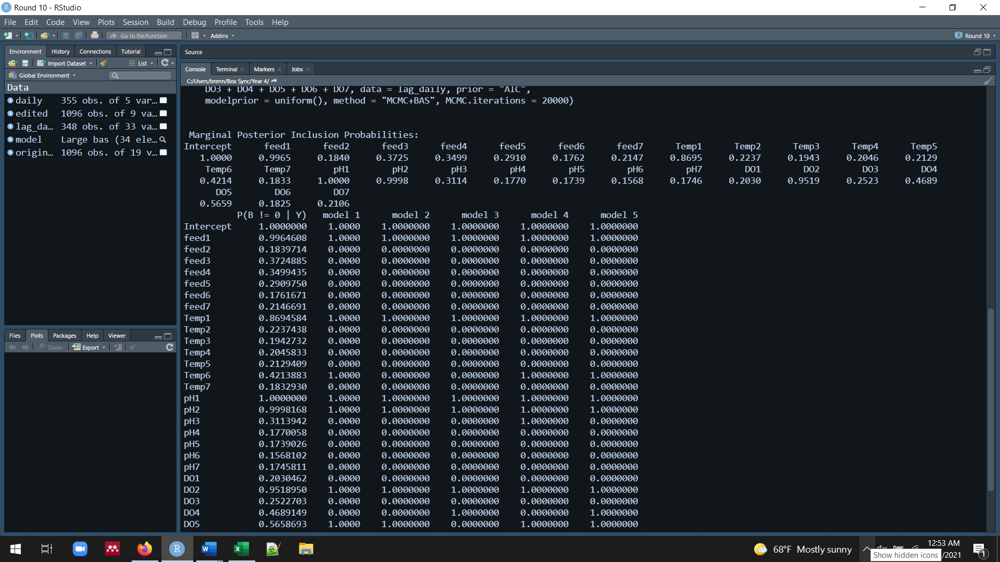 Round 10 - RStudio
File Edit Code View Plots Session Build Debug Profile Tools Help
Go to file/function Addins Round 10
Environment History Connections Tutorial
Import Dataset List
Global Environment
Data
daily 355 obs. of 5 var…
edited 1096 obs. of 9 va…
lag_da… 348 obs. of 33 va…
model Large bas (34 ele…
origin… 1096 obs. of 19 v…
Files Plots Packages Help Viewer
Zoom Export
Source
Console Terminal Markers Jobs
C:/Users/brenn/Box Sync/Year 4/
DO3 + DO4 + DO5 + DO6 + DO7, data = lag_daily, prior = "AIC",
modelprior = uniform(), method = "MCMC+BAS", MCMC.iterations = 20000)
Marginal Posterior Inclusion Probabilities:
Intercept feed1 feed2 feed3 feed4 feed5 feed6 feed7 Temp1 Temp2 Temp3 Temp4 Temp5
1.0000 0.9965 0.1840 0.3725 0.3499 0.2910 0.1762 0.2147 0.8695 0.2237 0.1943 0.2046 0.2129
Temp6 Temp7 pH1 pH2 pH3 pH4 pH5 pH6 pH7 DO1 DO2 DO3 DO4
0.4214 0.1833 1.0000 0.9998 0.3114 0.1770 0.1739 0.1568 0.1746 0.2030 0.9519 0.2523 0.4689
DO5 DO6 DO7
0.5659 0.1825 0.2106
P(B != 0 | Y) model 1 model 2 model 3 model 4 model 5
Intercept 1.0000000 1.0000 1.0000000 1.0000000 1.0000000 1.0000000
feed1 0.9964608 1.0000 1.0000000 1.0000000 1.0000000 1.0000000
feed2 0.1839714 0.0000 0.0000000 0.0000000 0.0000000 0.0000000
feed3 0.3724885 0.0000 0.0000000 0.0000000 0.0000000 0.0000000
feed4 0.3499435 0.0000 0.0000000 0.0000000 0.0000000 0.0000000
feed5 0.2909750 0.0000 0.0000000 0.0000000 0.0000000 0.0000000
feed6 0.1761671 0.0000 0.0000000 0.0000000 0.0000000 0.0000000
feed7 0.2146691 0.0000 0.0000000 0.0000000 0.0000000 0.0000000
Temp1 0.8694584 1.0000 1.0000000 1.0000000 1.0000000 1.0000000
Temp2 0.2237438 0.0000 0.0000000 0.0000000 0.0000000 0.0000000
Temp3 0.1942732 0.0000 0.0000000 0.0000000 0.0000000 0.0000000
Temp4 0.2045833 0.0000 0.0000000 0.0000000 0.0000000 0.0000000
Temp5 0.2129409 0.0000 0.0000000 0.0000000 0.0000000 0.0000000
Temp6 0.4213883 1.0000 0.0000000 0.0000000 1.0000000 1.0000000
Temp7 0.1832930 0.0000 0.0000000 0.0000000 0.0000000 0.0000000
pH1 1.0000000 1.0000 1.0000000 1.0000000 1.0000000 1.0000000
pH2 0.9998168 1.0000 1.0000000 1.0000000 1.0000000 1.0000000
pH3 0.3113942 0.0000 0.0000000 0.0000000 1.0000000 0.0000000
pH4 0.1770058 0.0000 0.0000000 0.0000000 0.0000000 0.0000000
pH5 0.1739026 0.0000 0.0000000 0.0000000 0.0000000 0.0000000
pH6 0.1568102 0.0000 0.0000000 0.0000000 0.0000000 0.0000000
pH7 0.1745811 0.0000 0.0000000 0.0000000 0.0000000 0.0000000
DO1 0.2030462 0.0000 0.0000000 0.0000000 0.0000000 0.0000000
DO2 0.9518950 1.0000 1.0000000 1.0000000 1.0000000 1.0000000
DO3 0.2522703 0.0000 0.0000000 0.0000000 0.0000000 0.0000000
DO4 0.4689149 0.0000 0.0000000 1.0000000 0.0000000 1.0000000
DO5 0.5658693 1.0000 1.0000000 0.0000000 1.0000000 1.0000000
68°F Mostly sunny
12:53 AM
/2021
1
Show hidden icons